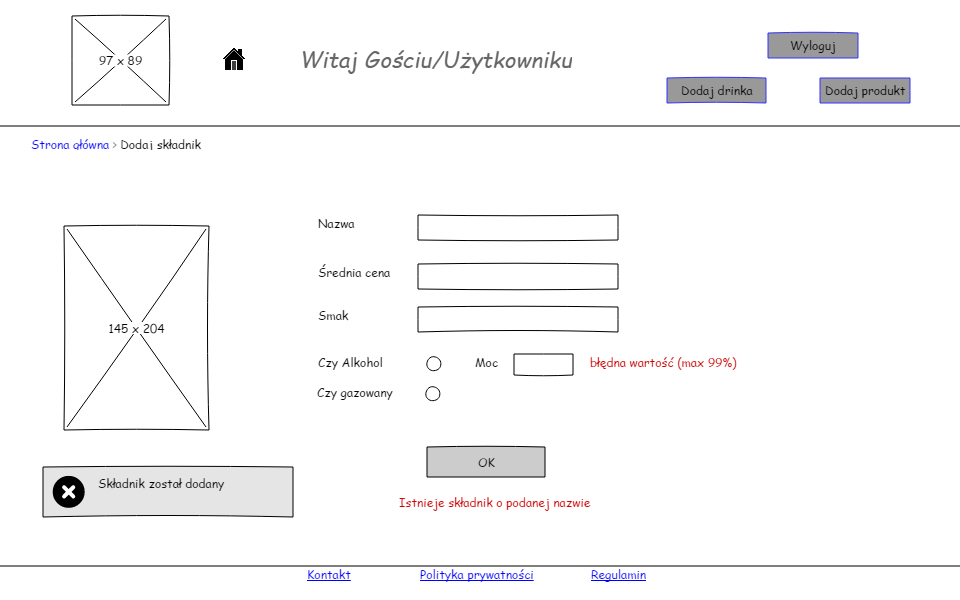 97 x 89
Witaj Gościu/Użytkowniku
Wyloguj
Dodaj drinka
Dodaj produkt
Strona główna > Dodaj składnik
Nazwa
Średnia cena
145 x 204
Smak
Czy Alkohol
Moc
błędna wartość (max 99%)
Czy gazowany
OK
Składnik został dodany
Istnieje składnik o podanej nazwie
Kontakt
Polityka prywatności
Regulamin